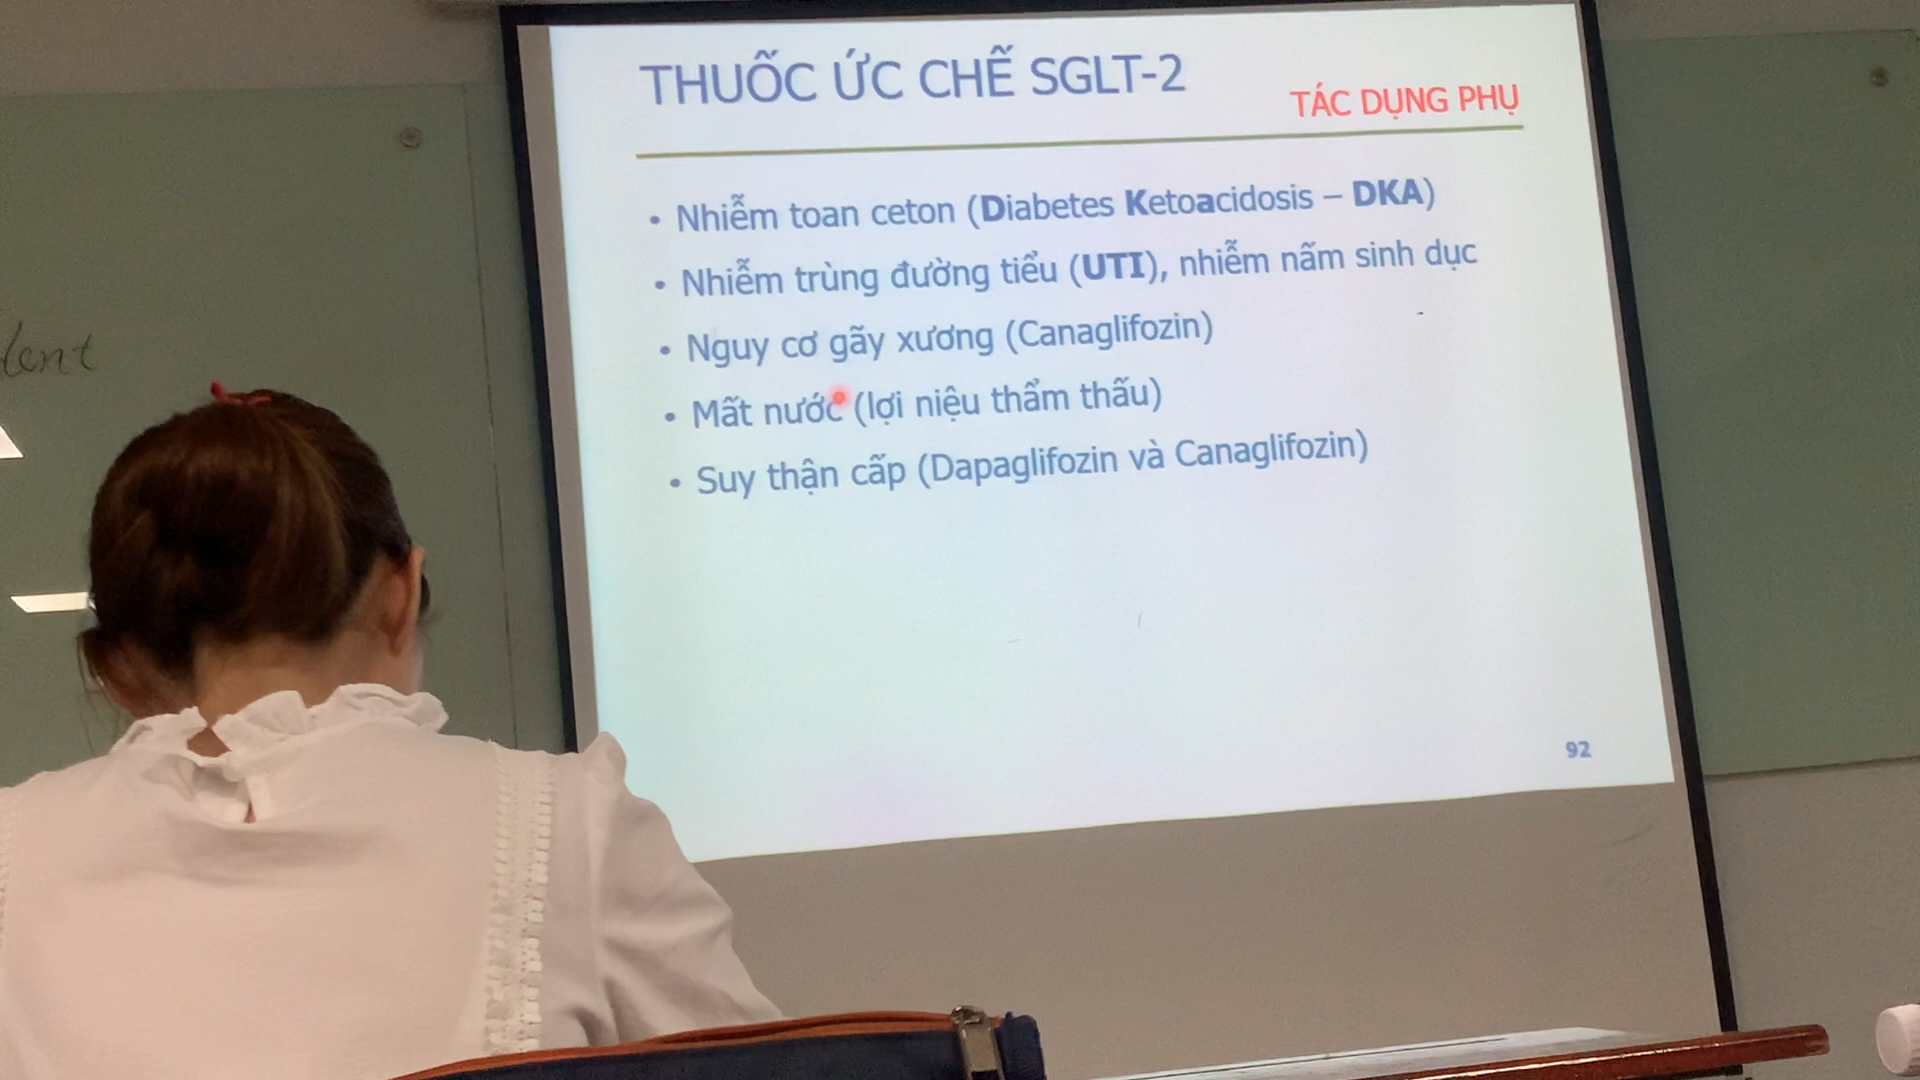 dent
THUỐC ỨC CHẾ SGLT-2
TÁC DỤNG PHỤ
• Nhiễm toan ceton (Diabetes Ketoacidosis – DKA)
• Nhiễm trùng đường tiểu (UTI), nhiễm nấm sinh dục
• Nguy cơ gãy xương (Canaglifozin)
• Mất nước (lợi niệu thẩm thấu)
• Suy thận cấp (Dapaglifozin và Canaglifozin)
92